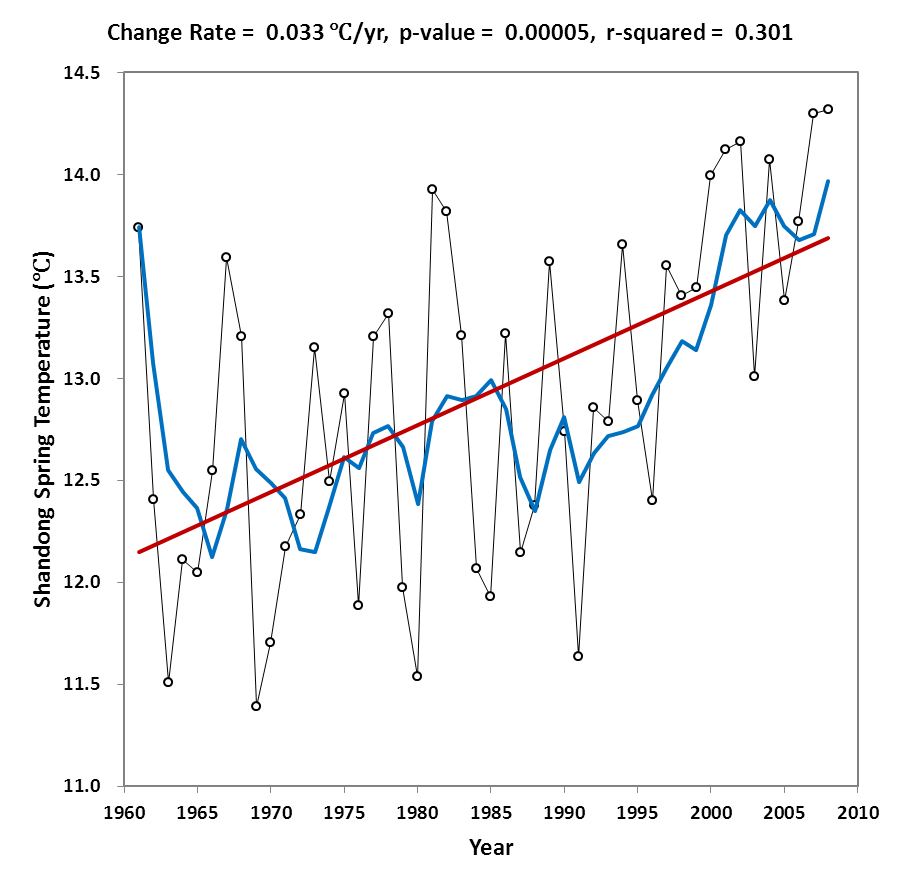 Change Rate = 0.033 ℃/yr, p-value = 0.00005, r-squared = 0.301
14.5
14.0
13.5
13.0
12.5
12.0
11.5
11.0
Shandong Spring Temperature (℃)
1960 1965 1970 1975 1980 1985 1990 1995 2000 2005 2010
Year